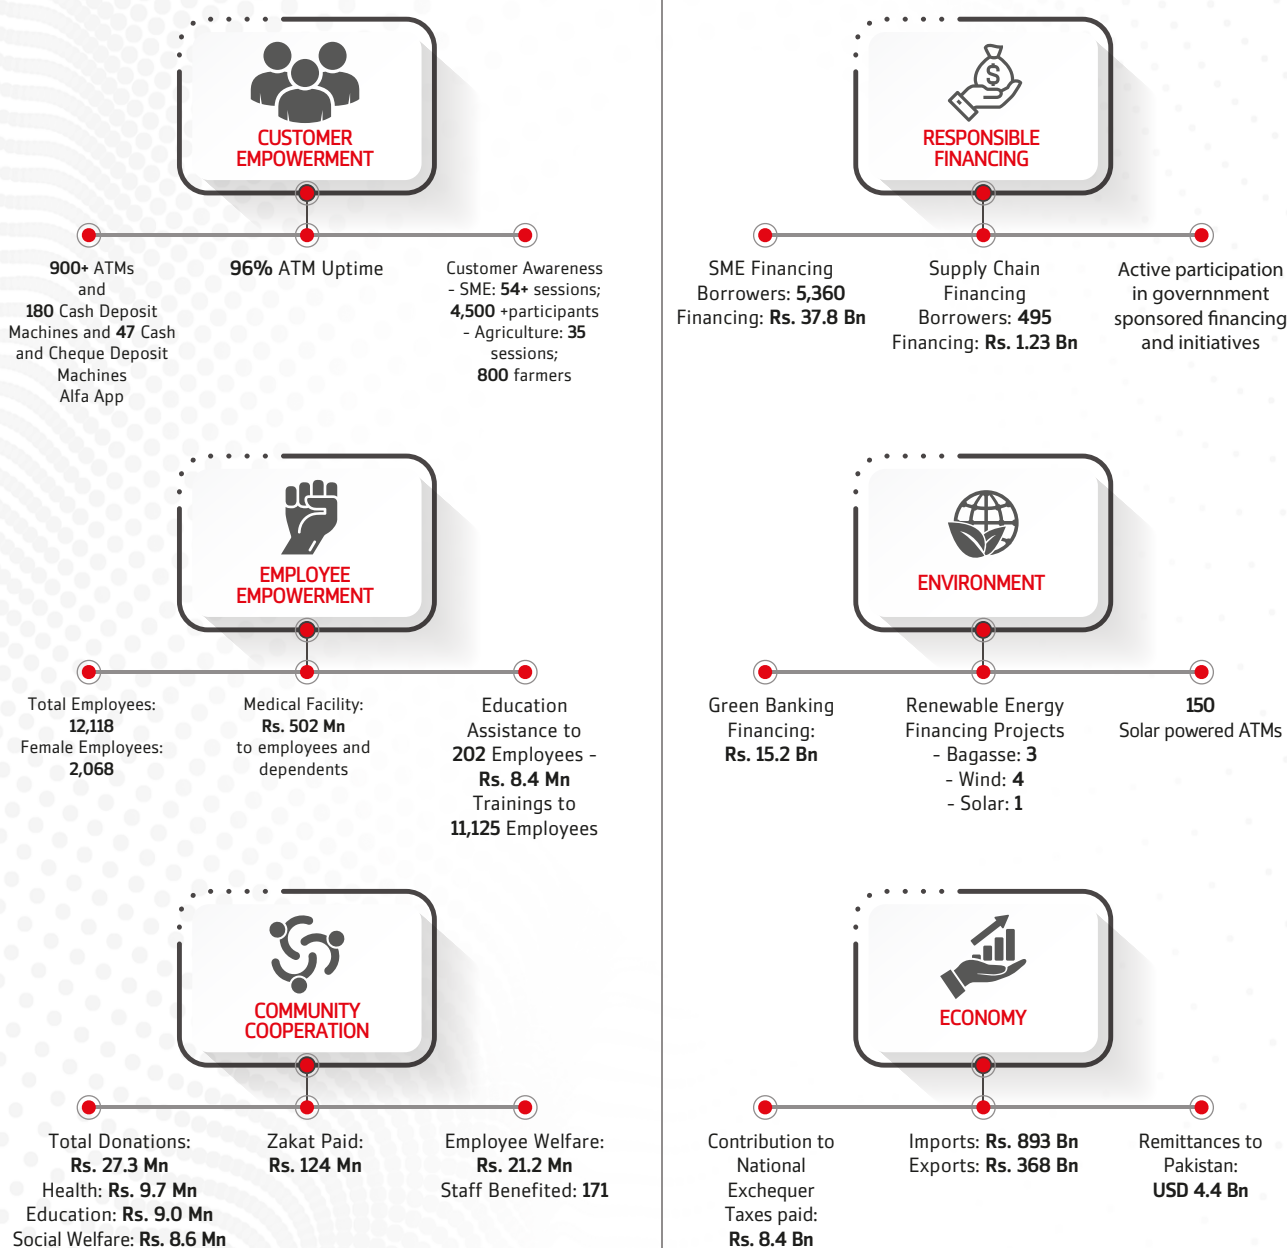 CUSTOMER
EMPOWERMENT
900+ ATMs
and
180 Cash Deposit
Machines and 47 Cash
and Cheque Deposit
Machines
Alfa App
96% ATM Uptime
Customer Awareness
- SME: 54+ sessions;
4,500 +participants
- Agriculture: 35
sessions;
800 farmers
$
RESPONSIBLE
FINANCING
SME Financing
Borrowers: 5,360
Financing: Rs. 37.8 Bn
Supply Chain
Financing
Borrowers: 495
Financing: Rs. 1.23 Bn
Active participation
in governnment
sponsored financing
and initiatives
EMPLOYEE
EMPOWERMENT
Total Employees:
12,118
Female Employees:
2,068
Medical Facility:
Rs. 502 Mn
to employees and
dependents
Education
Assistance to
202 Employees -
Rs. 8.4 Mn
Trainings to
11,125 Employees
ENVIRONMENT
Green Banking
Financing:
Rs. 15.2 Bn
Renewable Energy
Financing Projects
- Bagasse: 3
- Wind: 4
- Solar: 1
150
Solar powered ATMs
COMMUNITY
COOPERATION
Total Donations:
Rs. 27.3 Mn
Health: Rs. 9.7 Mn
Education: Rs. 9.0 Mn
Social Welfare: Rs. 8.6 Mn
Zakat Paid:
Rs. 124 Mn
Employee Welfare:
Rs. 21.2 Mn
Staff Benefited: 171
ECONOMY
Contribution to
National
Exchequer
Taxes paid:
Rs. 8.4 Bn
Imports: Rs. 893 Bn
Exports: Rs. 368 Bn
Remittances to
Pakistan:
USD 4.4 Bn